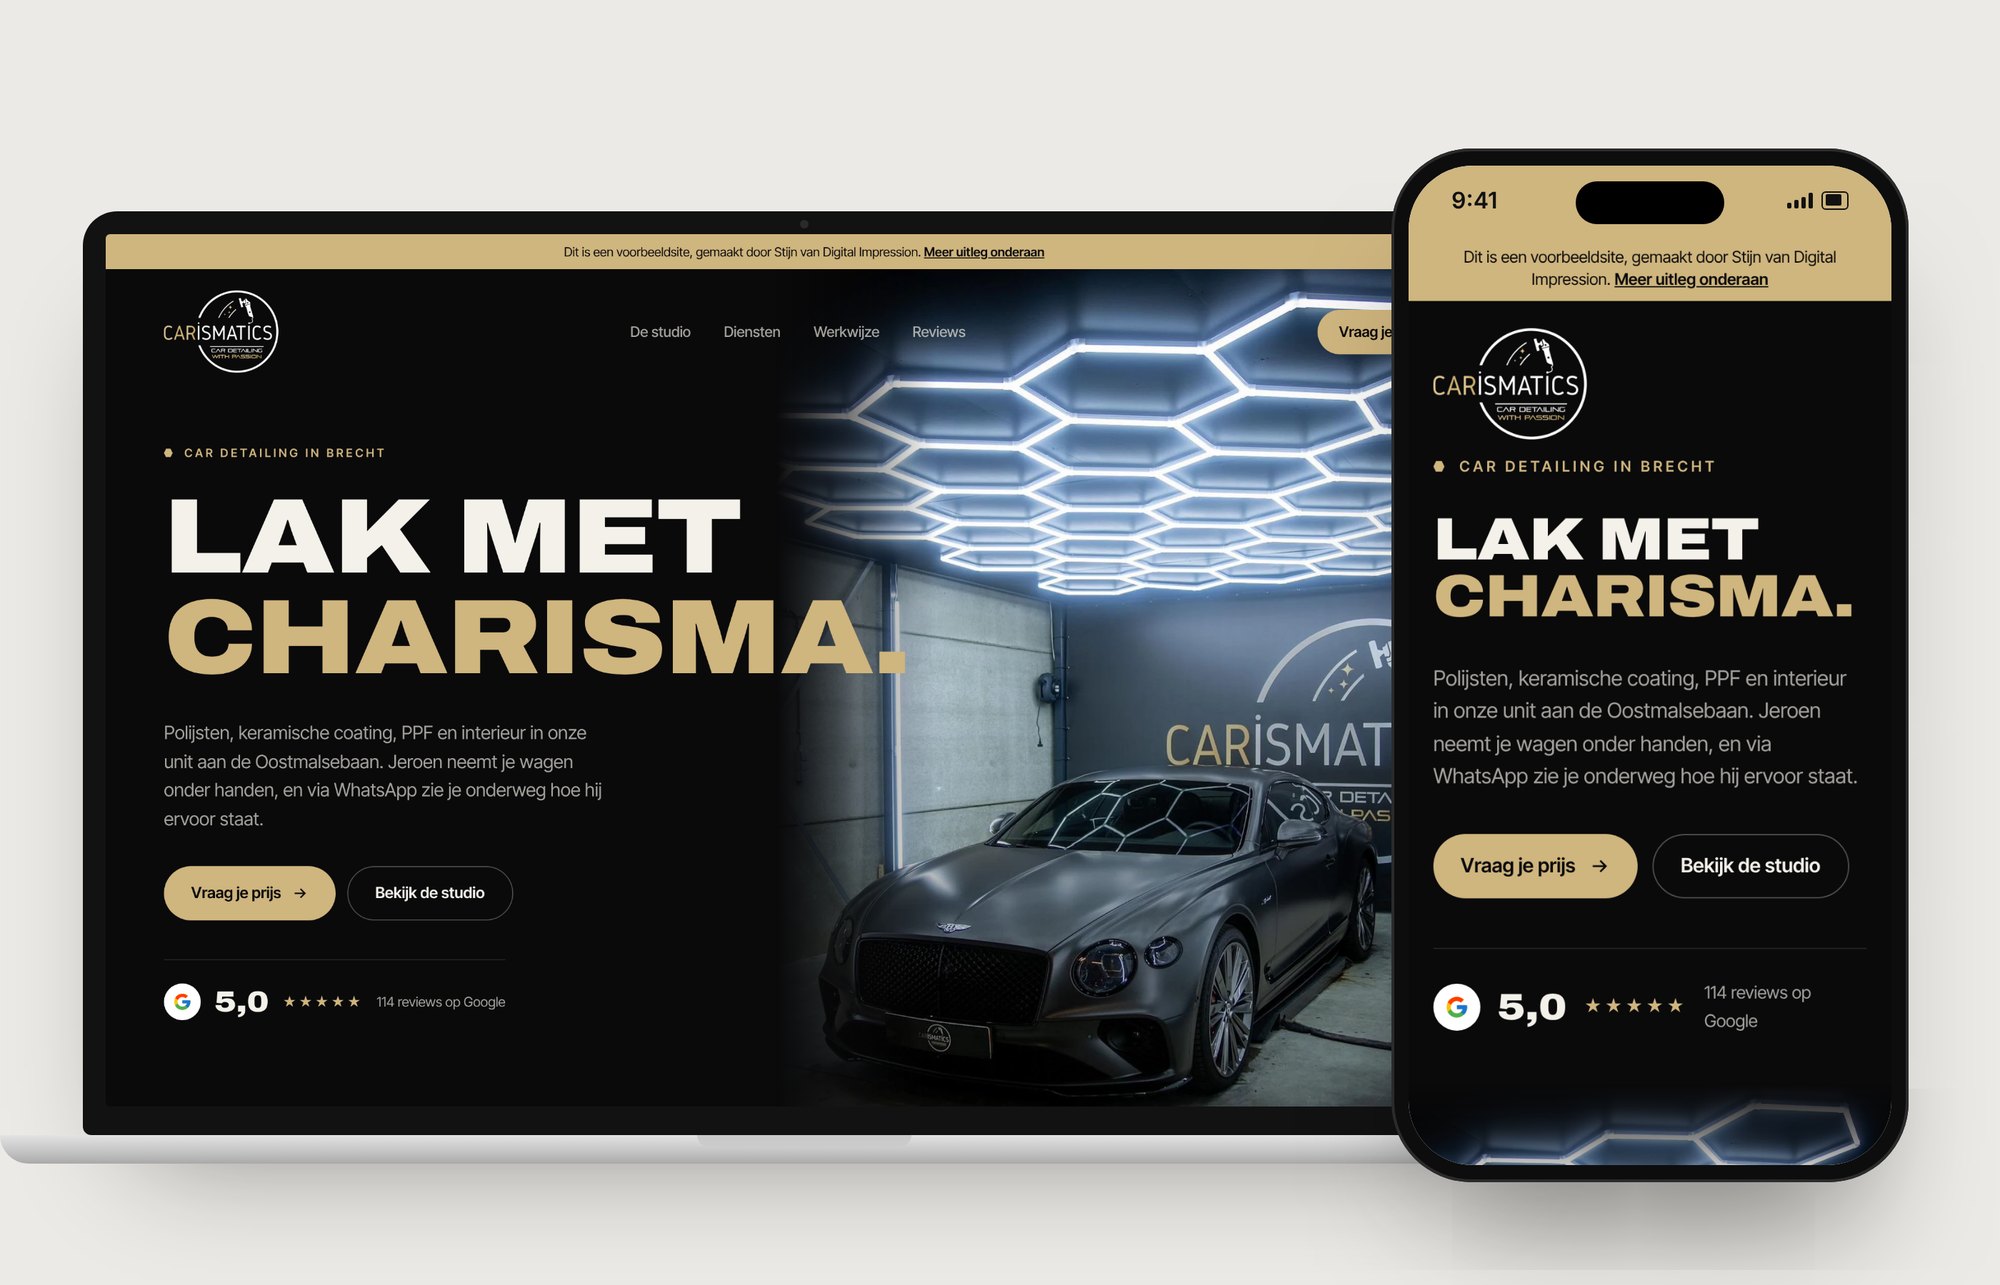 Dit is een voorbeeldsite, gemaakt door Stijn van Digital Impression. Meer uitleg onderaan
CARISMATICS
CAR DETAILING
WITH PASSION
De studio
Diensten
Werkwijze
Reviews
Vraag je
CAR DETAILING IN BRECHT
LAK MET
CHARISMA.
Polijsten, keramische coating, PPF en interieur in onze
unit aan de Oostmalsebaan. Jeroen neemt je wagen
onder handen, en via WhatsApp zie je onderweg hoe hij
ervoor staat.
Vraag je prijs →
Bekijk de studio
G 5,0 ★★★★★ 114 reviews op Google
CARISMAT
DETA
PAS
CARISMATICS
9:41
Dit is een voorbeeldsite, gemaakt door Stijn van Digital
Impression. Meer uitleg onderaan
CARISMATICS
CAR DETAILING
WITH PASSION
CAR DETAILING IN BRECHT
LAK MET
CHARISMA.
Polijsten, keramische coating, PPF en interieur
in onze unit aan de Oostmalsebaan. Jeroen
neemt je wagen onder handen, en via
WhatsApp zie je onderweg hoe hij ervoor staat.
Vraag je prijs →
Bekijk de studio
G 5,0 ★★★★★ 114 reviews op
Google